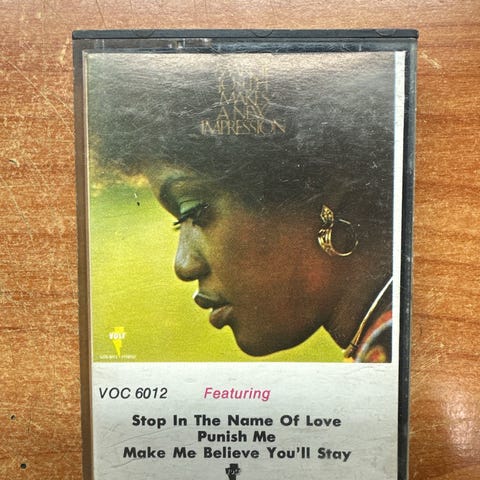 MAKE
A NEW
IMPRESSION
VOLT
VOC 6012 Featuring
Stop In The Name Of Love
Punish Me
Make Me Believe You'll Stay
VOLT